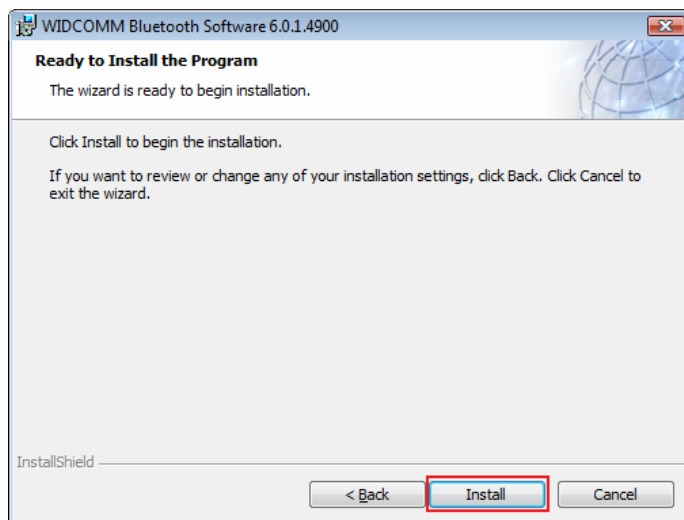 WIDCOMM Bluetooth Software 6.0.1.4900
Ready to Install the Program
The wizard is ready to begin installation.
Click Install to begin the installation.
If you want to review or change any of your installation settings, click Back. Click Cancel to
exit the wizard.
InstallShield
< Back
Install
Cancel